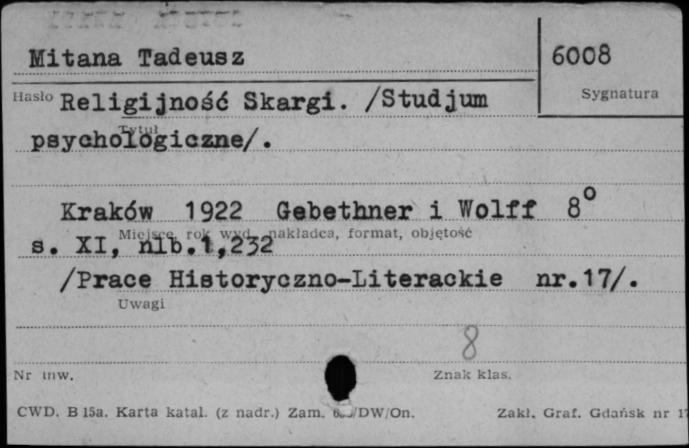 Mitana Tadeusz
6008
Hasło
Sygnatura
Religijność Skargi. /Studjum
Tytuł
psychologiczne/.
Kraków 1922 Gebethner i Wolff 8°
Miejsce, rok wyd., nakładca, format, objętość
s. XI, nlb.1,232
/Prace Historyczno-Literackie nr.17/.
Uwagi
8
Nr inw.
Znak klas.
CWD. B 15a. Karta katal. (z nadr.) Zam. /DW/On.
Zakł. Graf. Gdańsk nr